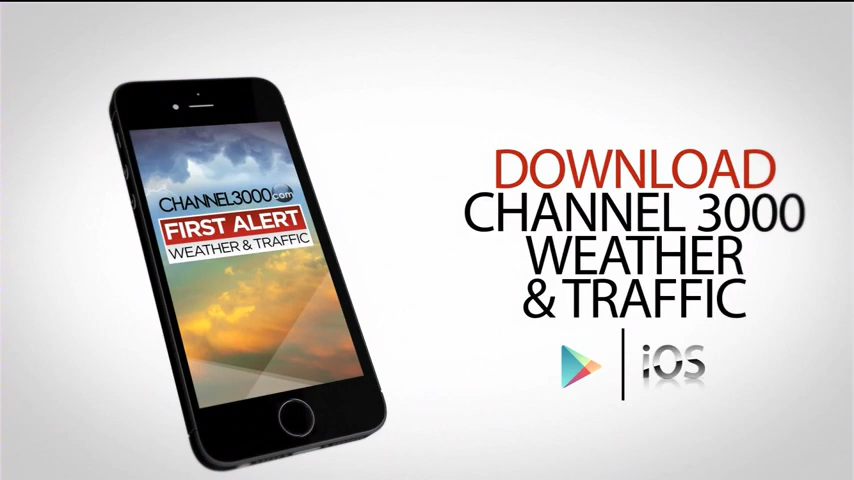 CHANNEL3000.com
FIRST ALERT
WEATHER & TRAFFIC
DOWNLOAD
CHANNEL 3000
WEATHER
& TRAFFIC
iOS